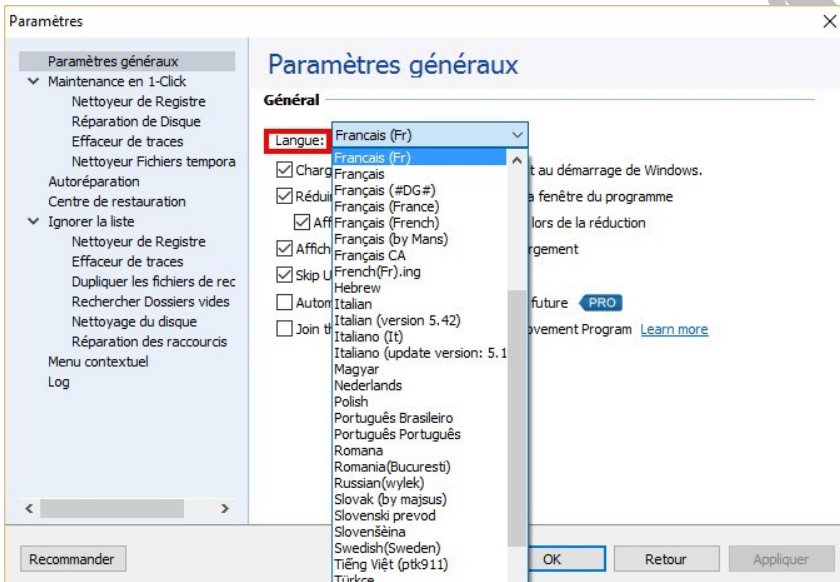 Paramètres
Paramètres généraux
Maintenance en 1-Click
Nettoyeur de Registre
Réparation de Disque
Effaceur de traces
Nettoyeur Fichiers tempora
Autoréparation
Centre de restauration
Ignorer la liste
Nettoyeur de Registre
Effaceur de traces
Dupliquer les fichiers de rec
Rechercher Dossiers vides
Nettoyage du disque
Réparation des raccourcis
Menu contextuel
Log
Paramètres généraux
Général
Langue: Francais (Fr)
Francais (Fr)
Français
Français (#DG#)
Français (France)
Français (French)
Français (by Mans)
Français CA
French(Fr).ing
Hebrew
Italian
Italian (version 5.42)
Italiano (It)
Italiano (update version: 5.1
Magyar
Nederlands
Polish
Português Brasileiro
Português Português
Romana
Romania(Bucuresti)
Russian(wylek)
Slovak (by majsus)
Slovenski prevod
Slovenšèina
Swedish(Sweden)
Tiếng Việt (ptk911)
Türkçe
Charg t au démarrage de Windows.
Réduir a fenêtre du programme
Aff lors de la réduction
Affich rgement
Skip U
Autom future PRO
Join th ovement Program Learn more
Recommander
OK
Retour
Appliquer